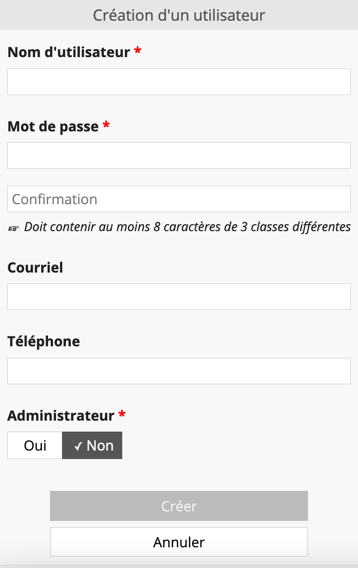 Création d'un utilisateur
Nom d'utilisateur *
Mot de passe *
Confirmation
☞ Doit contenir au moins 8 caractères de 3 classes différentes
Courriel
Téléphone
Administrateur *
Oui ✓ Non
Créer
Annuler